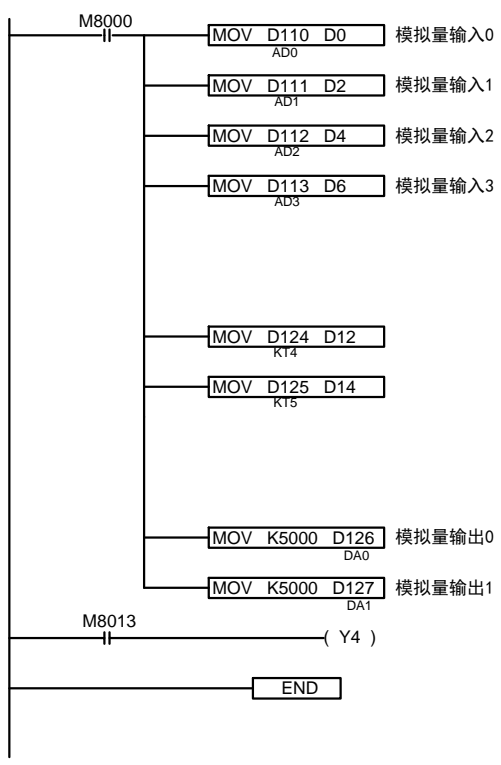 M8000
MOV D110 D0 模拟量输入0
AD0
MOV D111 D2 模拟量输入1
AD1
MOV D112 D4 模拟量输入2
AD2
MOV D113 D6 模拟量输入3
AD3
MOV D124 D12
KT4
MOV D125 D14
KT5
MOV K5000 D126 模拟量输出0
DA0
MOV K5000 D127 模拟量输出1
DA1
M8013
( Y4 )
END